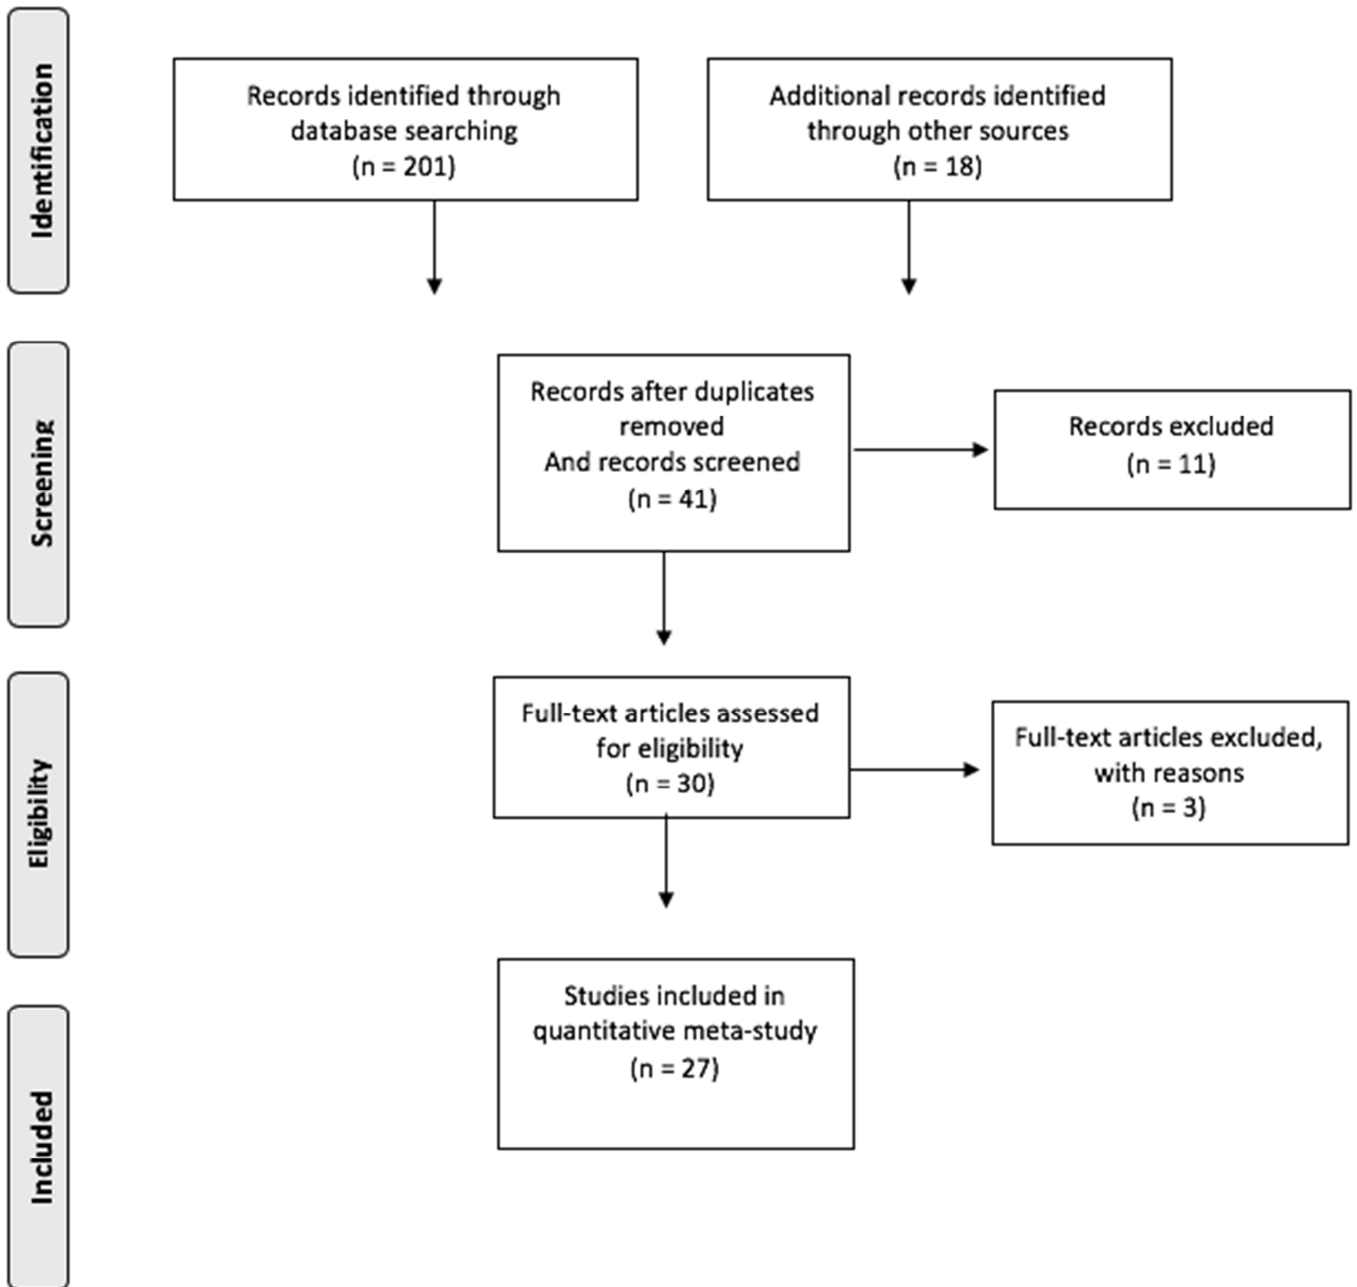 Identification
Records identified through
database searching
(n = 201)
Additional records identified
through other sources
(n = 18)
Screening
Records after duplicates
removed
And records screened
(n = 41)
Records excluded
(n = 11)
Eligibility
Full-text articles assessed
for eligibility
(n = 30)
Full-text articles excluded,
with reasons
(n = 3)
Included
Studies included in
quantitative meta-study
(n = 27)